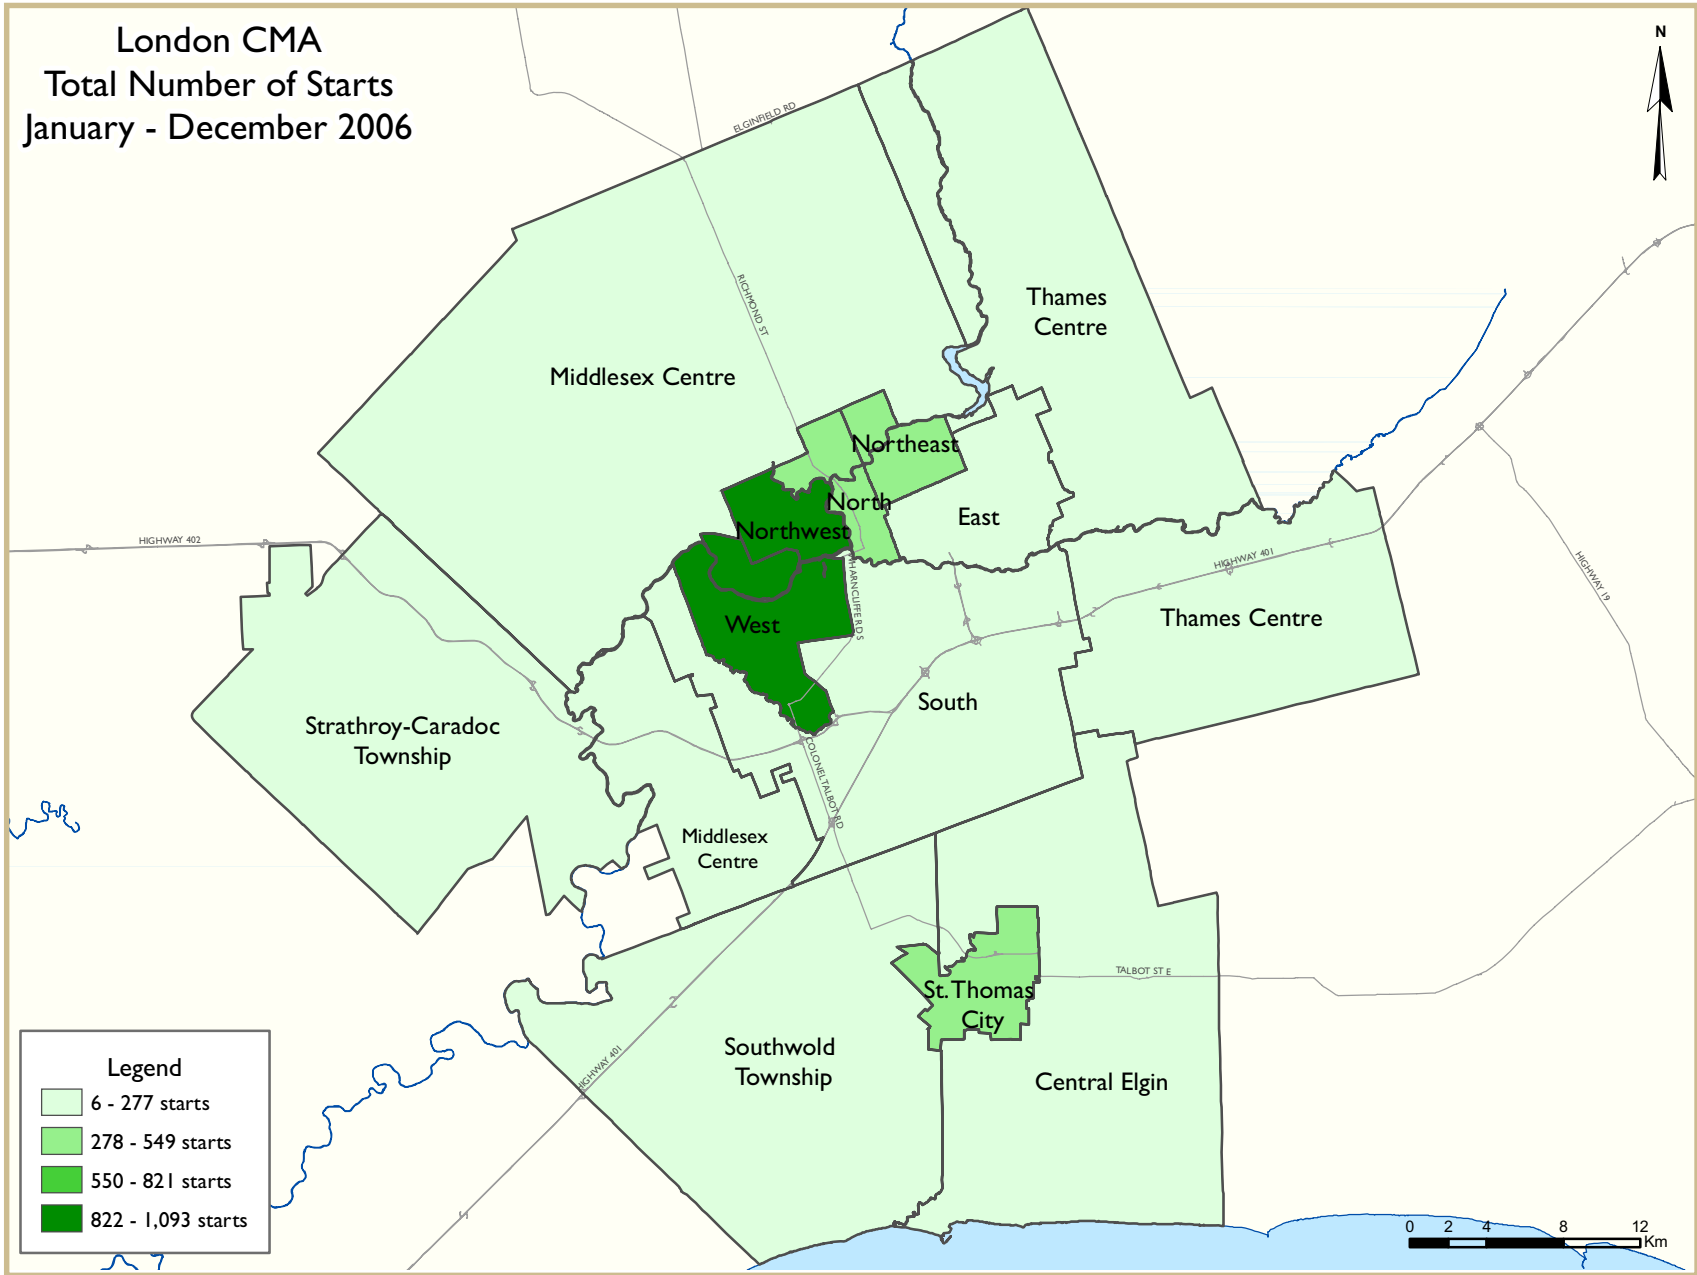 London CMA
Total Number of Starts
January - December 2006
N
ELGINFIELD RD
RICHMOND ST
Thames
Centre
Middlesex Centre
Northeast
North
East
Northwest
HIGHWAY 402
HIGHWAY 401
HIGHWAY 19
WHARNCLIFFE RD S
West
Thames Centre
South
Strathroy-Caradoc
Township
COLONEL TALBOT RD
Middlesex
Centre
TALBOT ST E
St. Thomas
City
Southwold
Township
HIGHWAY 401
Central Elgin
Legend
6 - 277 starts
278 - 549 starts
550 - 821 starts
822 - 1,093 starts
0 2 4 8 12
Km